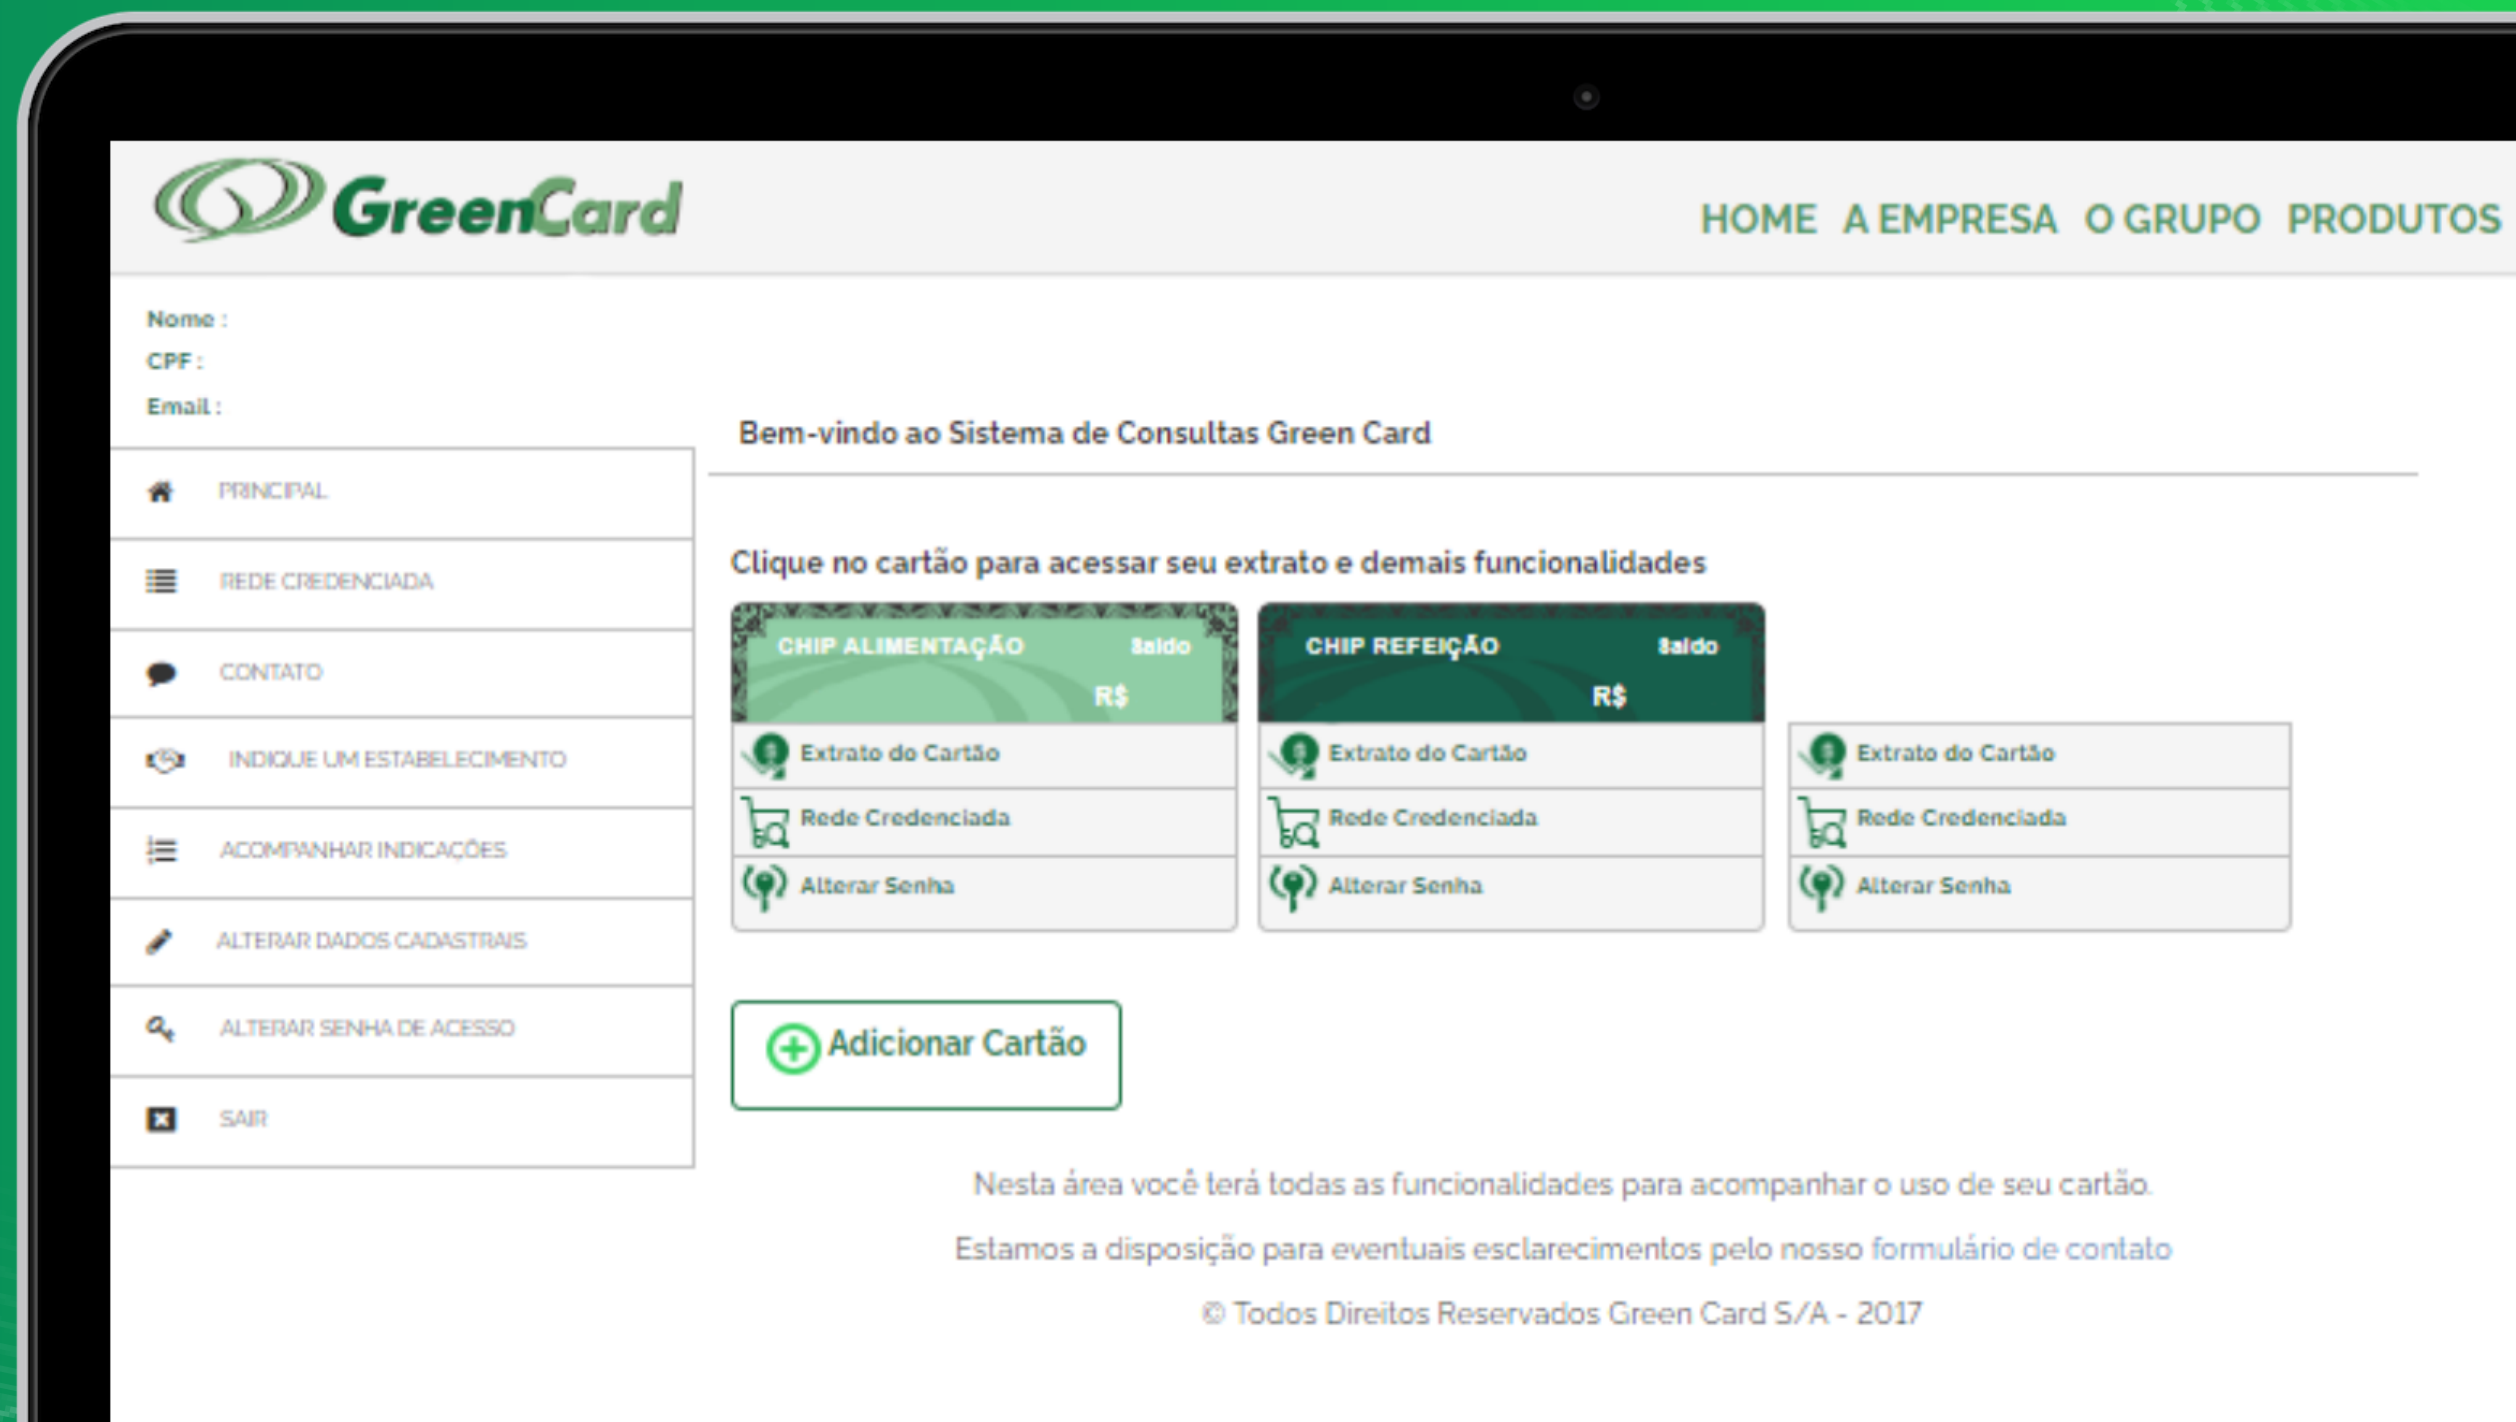 GreenCard
HOME A EMPRESA O GRUPO PRODUTOS
Nome :
CPF :
Email :
PRINCIPAL
REDE CREDENCIADA
CONTATO
INDIQUE UM ESTABELECIMENTO
ACOMPANHAR INDICAÇÕES
ALTERAR DADOS CADASTRAIS
ALTERAR SENHA DE ACESSO
SAIR
Bem-vindo ao Sistema de Consultas Green Card
Clique no cartão para acessar seu extrato e demais funcionalidades
CHIP ALIMENTAÇÃO Saldo
R$
Extrato do Cartão
Rede Credenciada
Alterar Senha
CHIP REFEIÇÃO Saldo
R$
Extrato do Cartão
Rede Credenciada
Alterar Senha
Extrato do Cartão
Rede Credenciada
Alterar Senha
Adicionar Cartão
Nesta área você terá todas as funcionalidades para acompanhar o uso de seu cartão.
Estamos a disposição para eventuais esclarecimentos pelo nosso formulário de contato
© Todos Direitos Reservados Green Card S/A - 2017